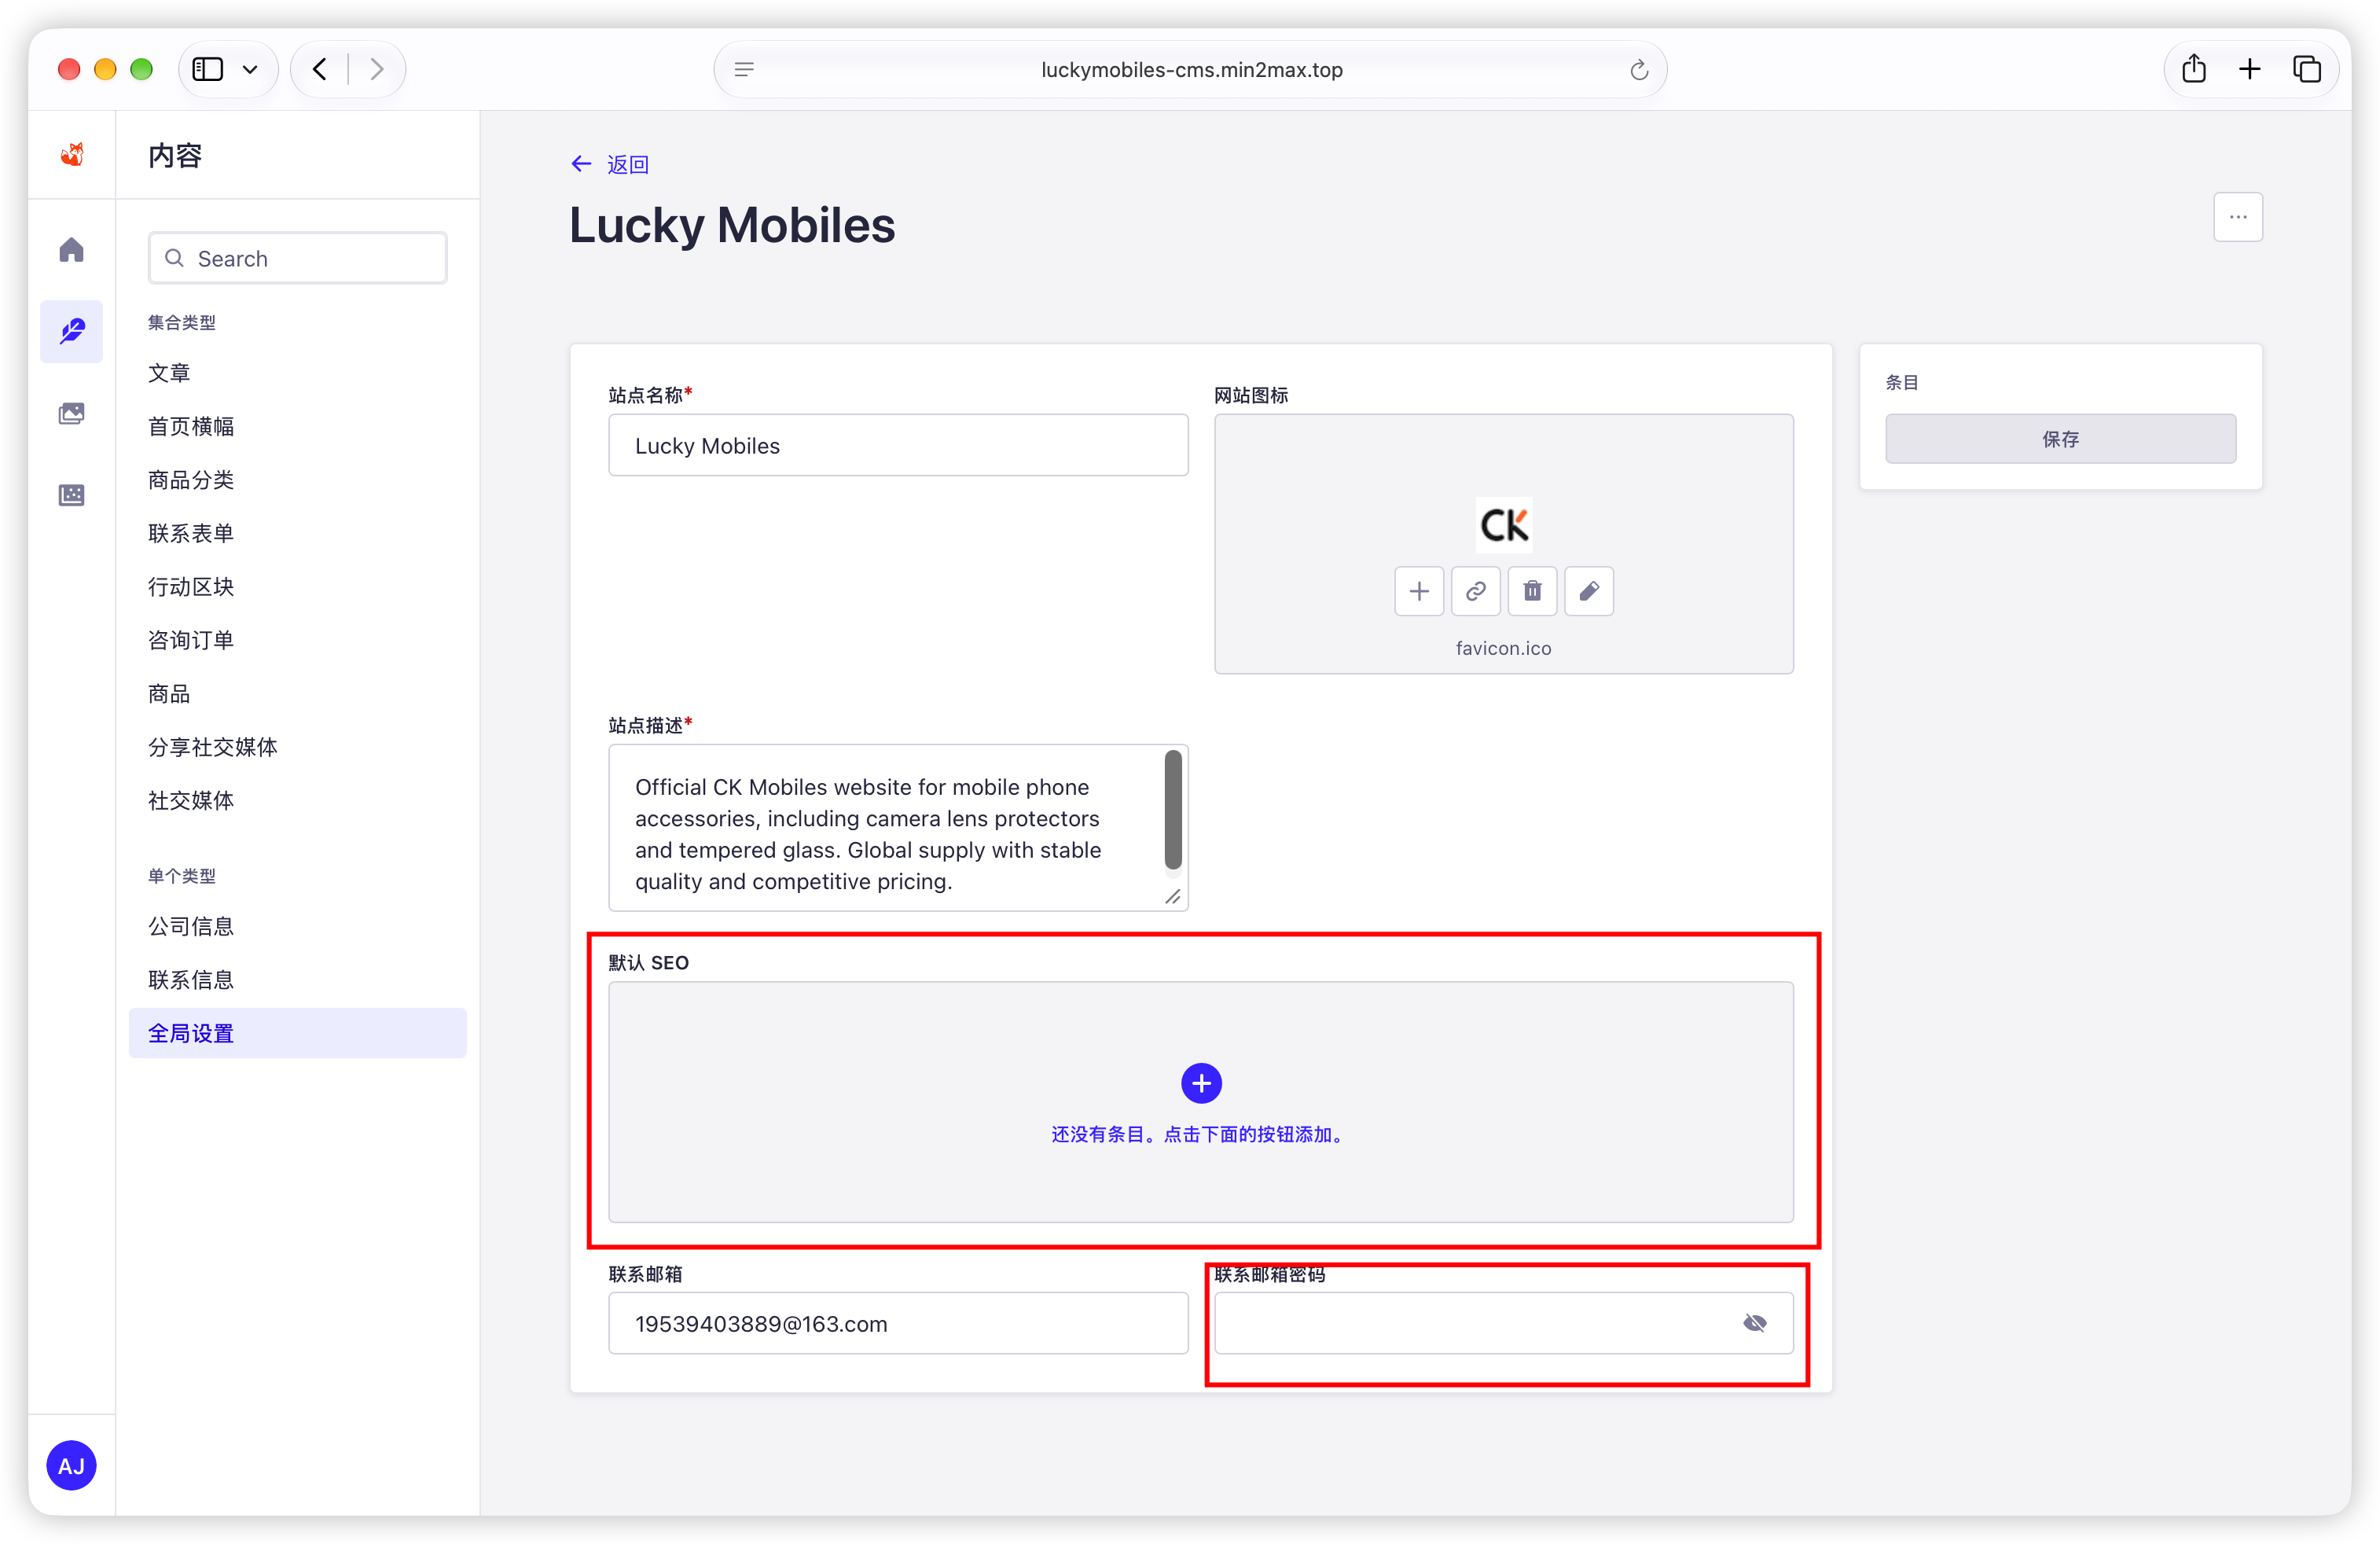 luckymobiles-cms.min2max.top
内容
Search
集合类型
文章
首页横幅
商品分类
联系表单
行动区块
咨询订单
商品
分享社交媒体
社交媒体
单个类型
公司信息
联系信息
全局设置
AJ
返回
Lucky Mobiles
站点名称*
Lucky Mobiles
网站图标
CK
favicon.ico
站点描述*
Official CK Mobiles website for mobile phone
accessories, including camera lens protectors
and tempered glass. Global supply with stable
quality and competitive pricing.
默认 SEO
还没有条目。点击下面的按钮添加。
联系邮箱
19539403889@163.com
联系邮箱密码
条目
保存